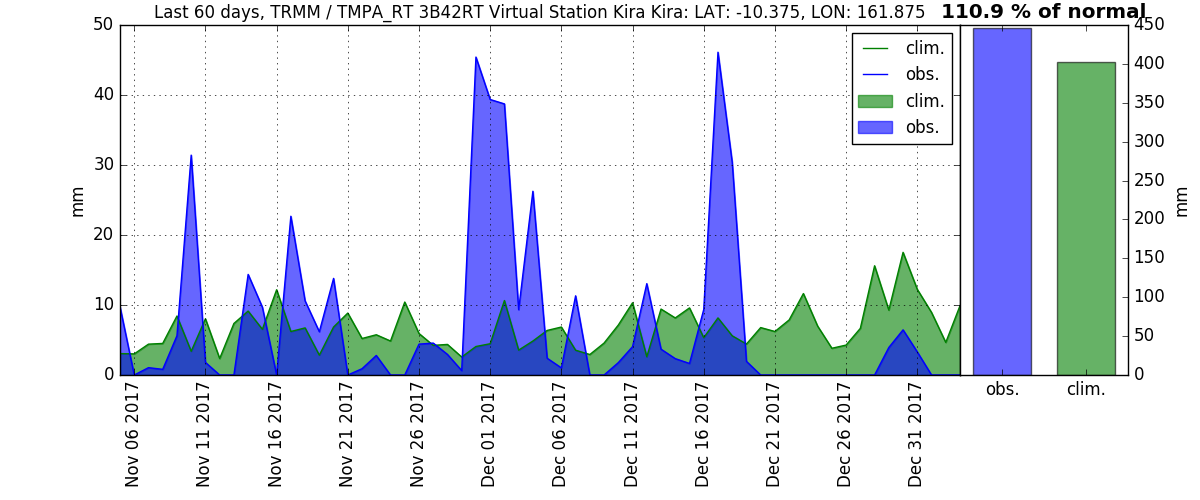 Last 60 days, TRMM / TMPA_RT 3B42RT Virtual Station Kira Kira: LAT: -10.375, LON: 161.875
110.9 % of normal
50
40
30
20
10
0
mm
clim.
obs.
clim.
obs.
450
400
350
300
250
200
150
100
50
0
mm
Nov 06 2017
Nov 11 2017
Nov 16 2017
Nov 21 2017
Nov 26 2017
Dec 01 2017
Dec 06 2017
Dec 11 2017
Dec 16 2017
Dec 21 2017
Dec 26 2017
Dec 31 2017
obs.
clim.